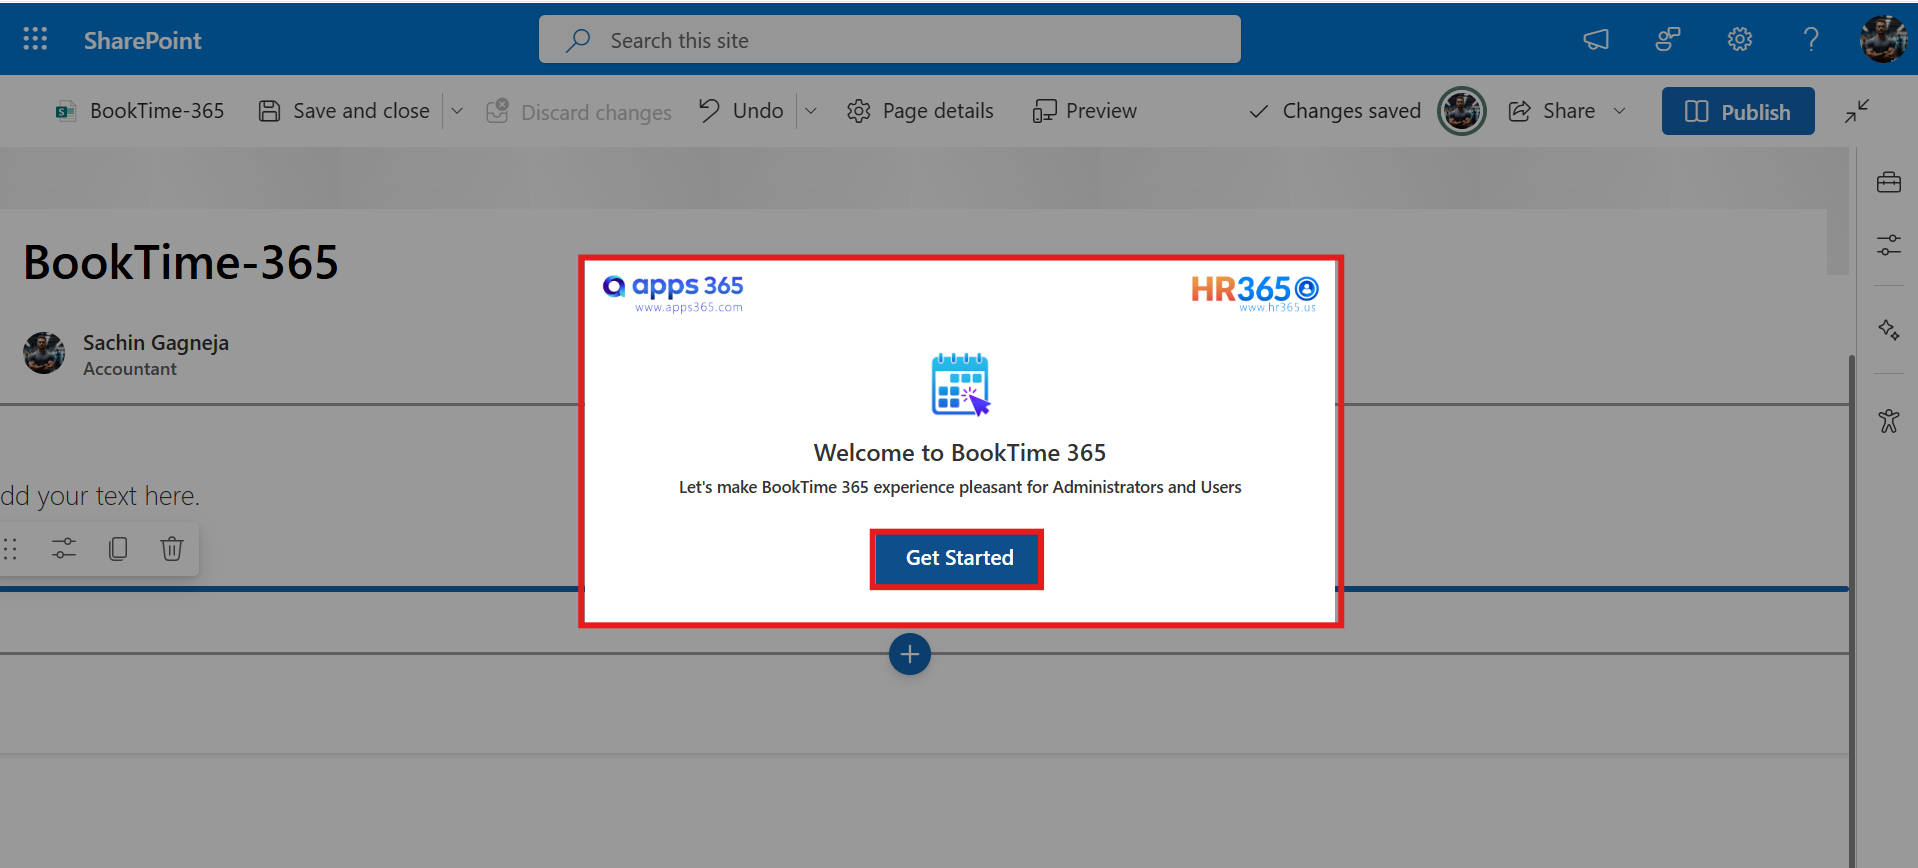 SharePoint
Search this site
BookTime-365
Save and close
Discard changes
Undo
Page details
Preview
Changes saved
Share
Publish
BookTime-365
Sachin Gagneja
Accountant
dd your text here.
apps 365
www.apps365.com
HR365
www.hr365.us
Welcome to BookTime 365
Let's make BookTime 365 experience pleasant for Administrators and Users
Get Started